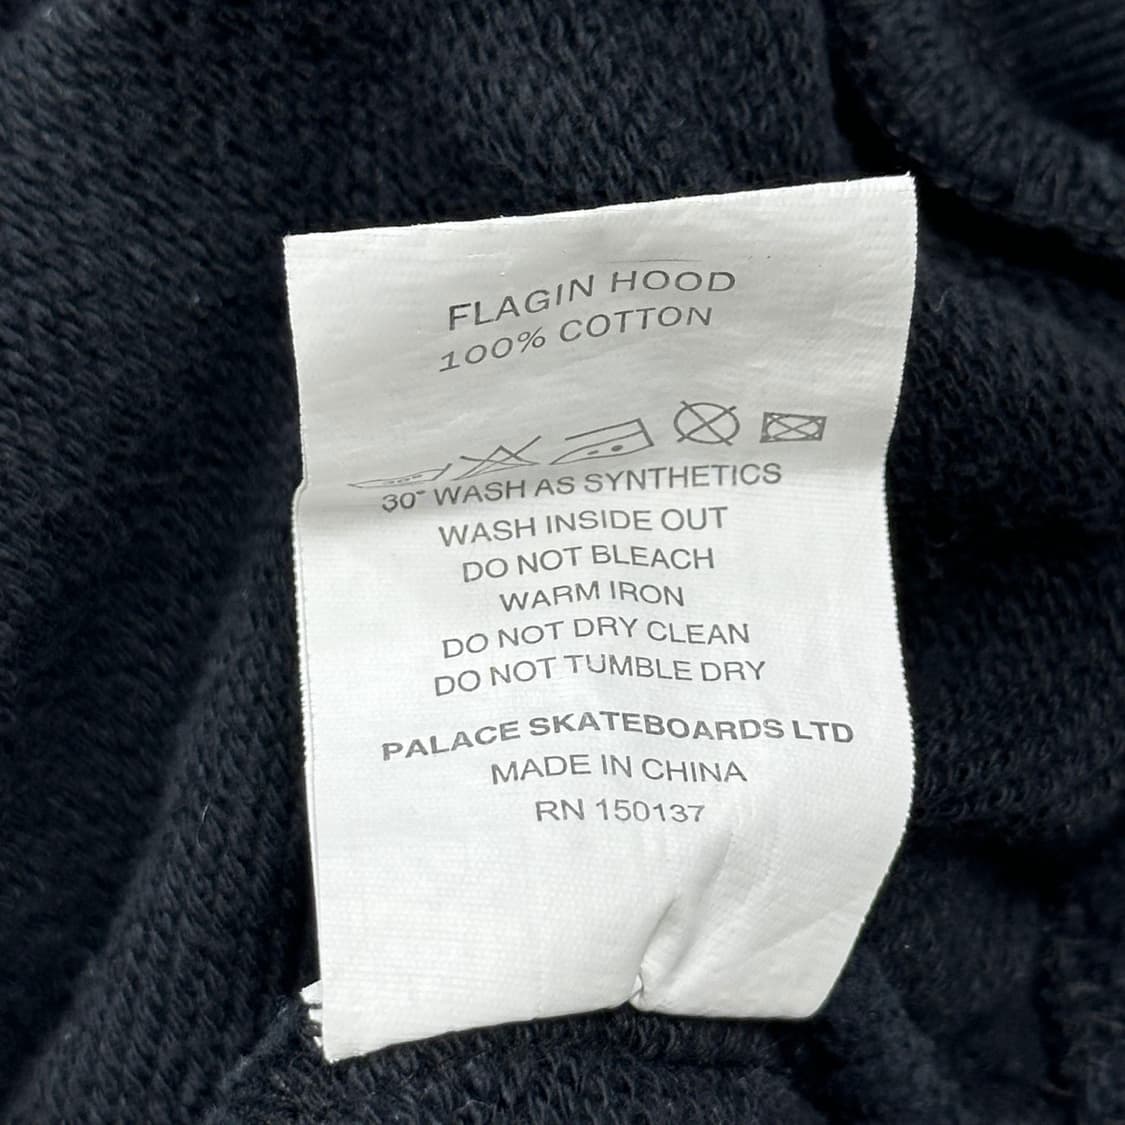 FLAGIN HOOD
100% COTTON
30° WASH AS SYNTHETICS
WASH INSIDE OUT
DO NOT BLEACH
WARM IRON
DO NOT DRY CLEAN
DO NOT TUMBLE DRY
PALACE SKATEBOARDS LTD
MADE IN CHINA
RN 150137